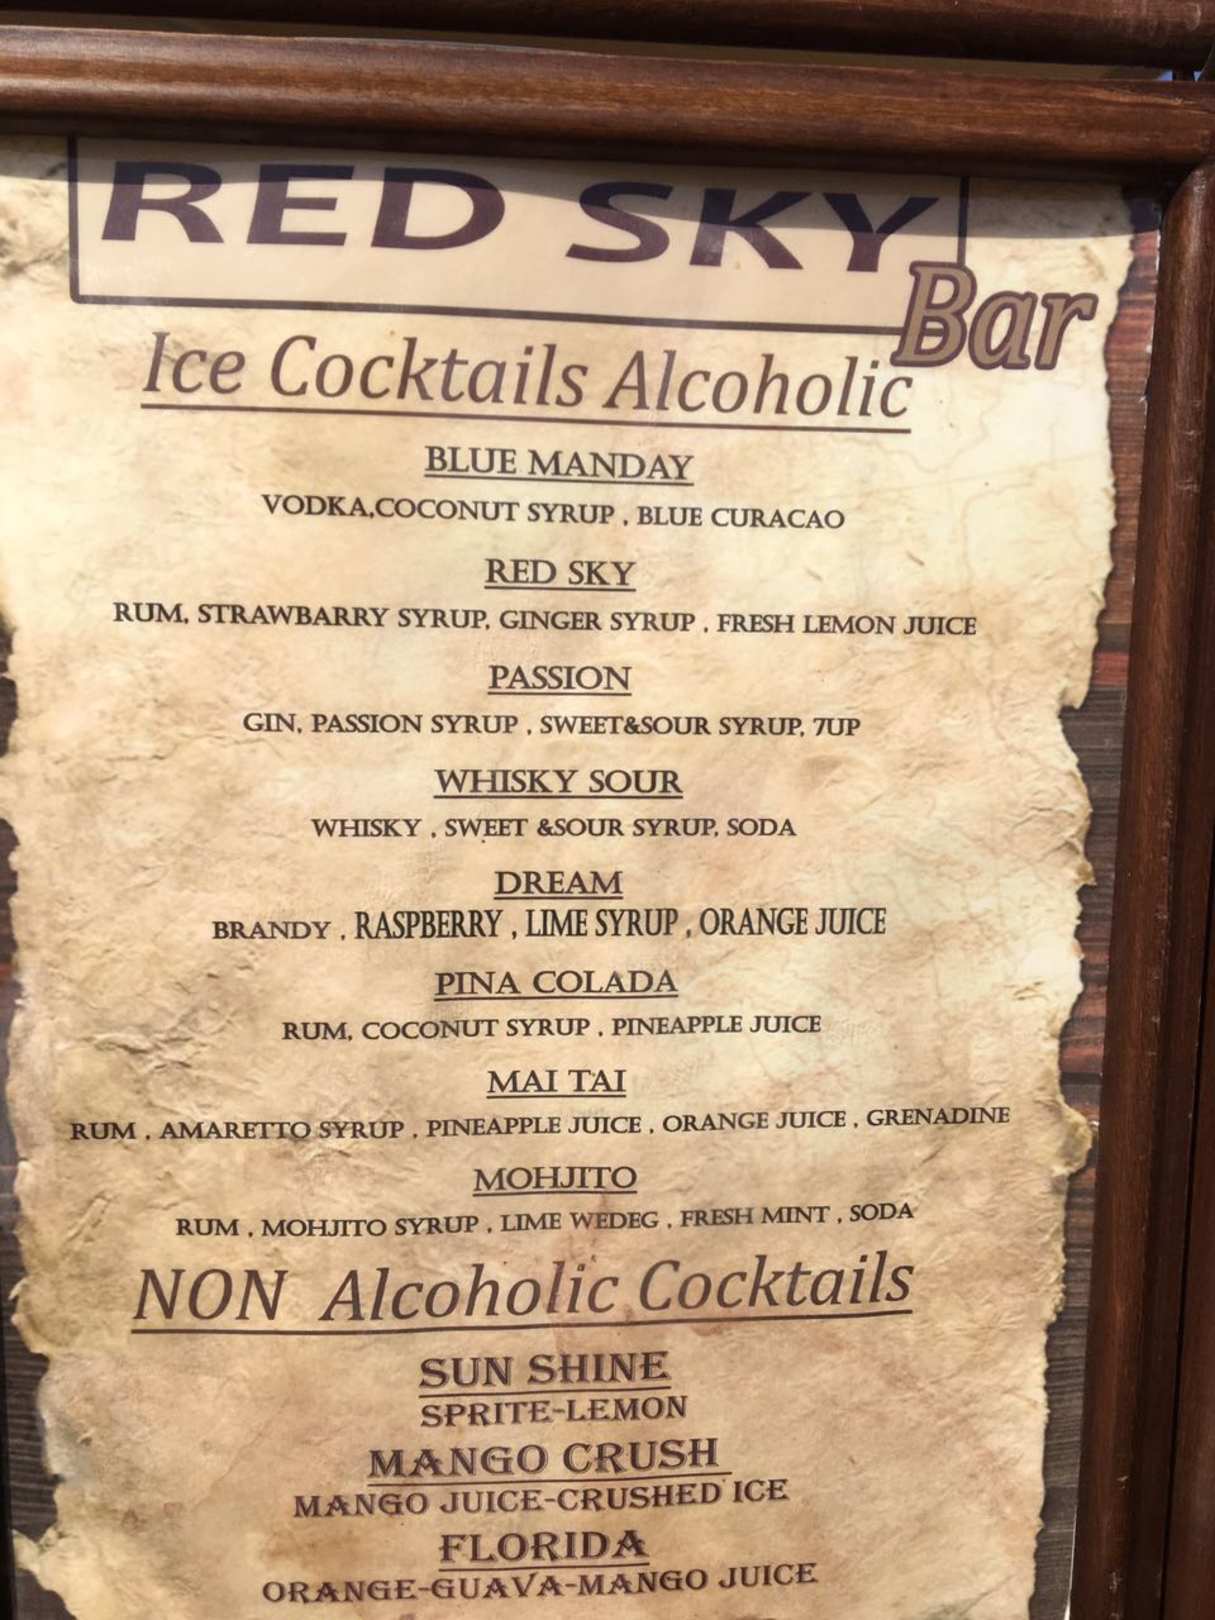 RED SKY
Bar
Ice Cocktails Alcoholic
BLUE MANDAY
VODKA,COCONUT SYRUP , BLUE CURACAO
RED SKY
RUM, STRAWBARRY SYRUP, GINGER SYRUP , FRESH LEMON JUICE
PASSION
GIN, PASSION SYRUP , SWEET&SOUR SYRUP, 7UP
WHISKY SOUR
WHISKY , SWEET &SOUR SYRUP, SODA
DREAM
BRANDY , RASPBERRY , LIME SYRUP , ORANGE JUICE
PINA COLADA
RUM, COCONUT SYRUP , PINEAPPLE JUICE
MAI TAI
RUM , AMARETTO SYRUP , PINEAPPLE JUICE , ORANGE JUICE , GRENADINE
MOHJITO
RUM , MOHJITO SYRUP , LIME WEDEG , FRESH MINT , SODA
NON Alcoholic Cocktails
SUN SHINE
SPRITE-LEMON
MANGO CRUSH
MANGO JUICE-CRUSHED ICE
FLORIDA
ORANGE-GUAVA-MANGO JUICE